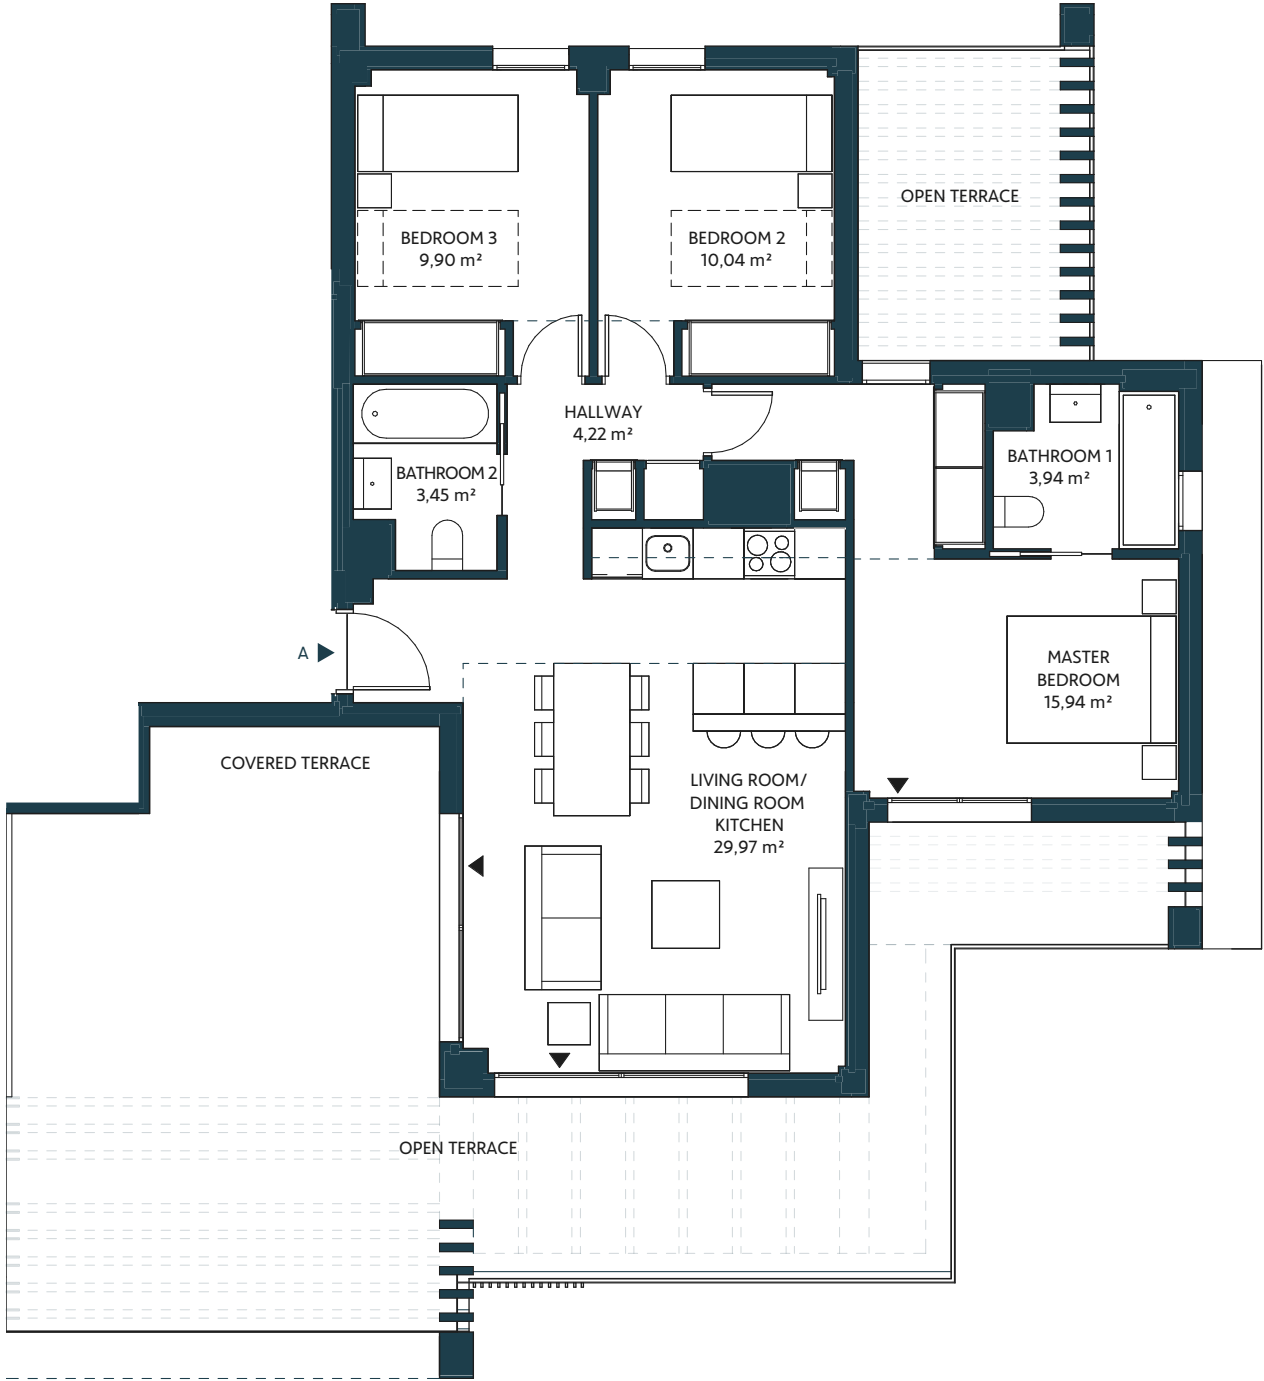 OPEN TERRACE
BEDROOM 3
9,90 m²
BEDROOM 2
10,04 m²
HALLWAY
4,22 m²
BATHROOM 2
3,45 m²
BATHROOM 1
3,94 m²
A
MASTER
BEDROOM
15,94 m²
COVERED TERRACE
LIVING ROOM/
DINING ROOM
KITCHEN
29,97 m²
OPEN TERRACE